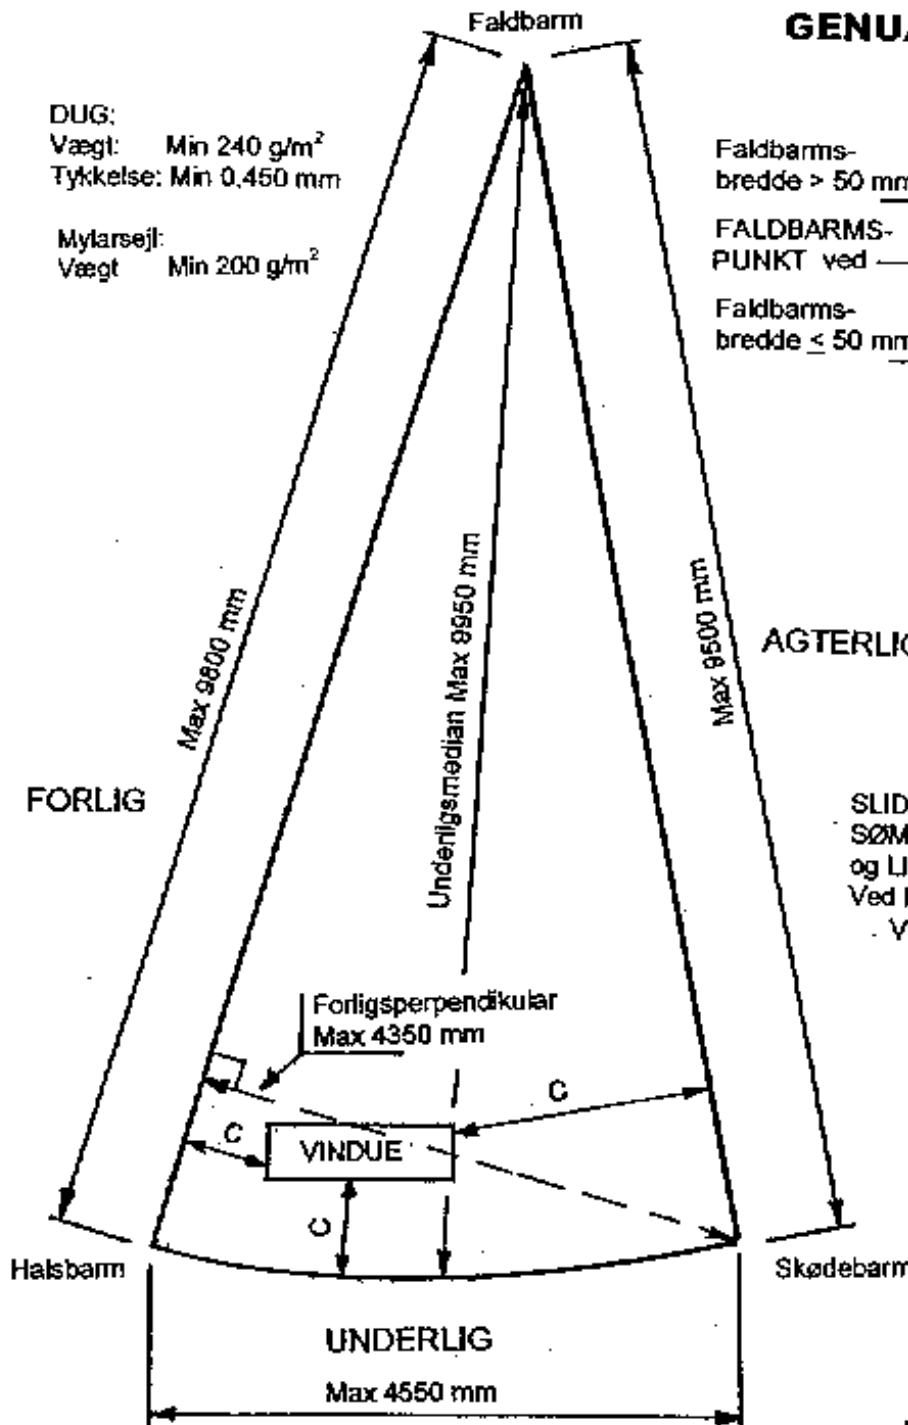 Faldbarm
GENUA
DUG:
Vægt: Min 240 g/m²
Tykkelse: Min 0,450 mm
Mylarsejl:
Vægt Min 200 g/m²
Faldbarms-
bredde > 50 mm
FALDBARMS-
PUNKT ved
Faldbarms-
bredde ≤ 50 mm
Max 9800 mm
Underligsmedian Max 9950 mm
Max 9500 mm
AGTERLIG
FORLIG
SLID
SØM
og LI
Ved
V
Forligsperpendikular
Max 4350 mm
C
C
VINDUE
C
Halsbarm
Skødebarm
UNDERLIG
Max 4550 mm